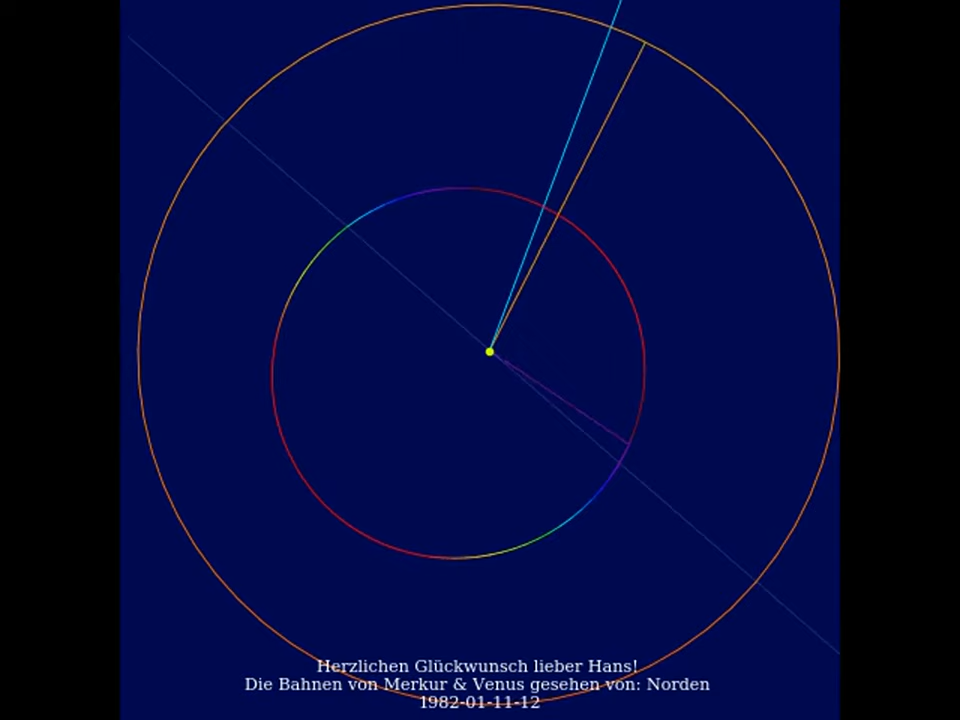 Herzlichen Glückwunsch lieber Hans!
Die Bahnen von Merkur & Venus gesehen von: Norden
1982-01-11-12